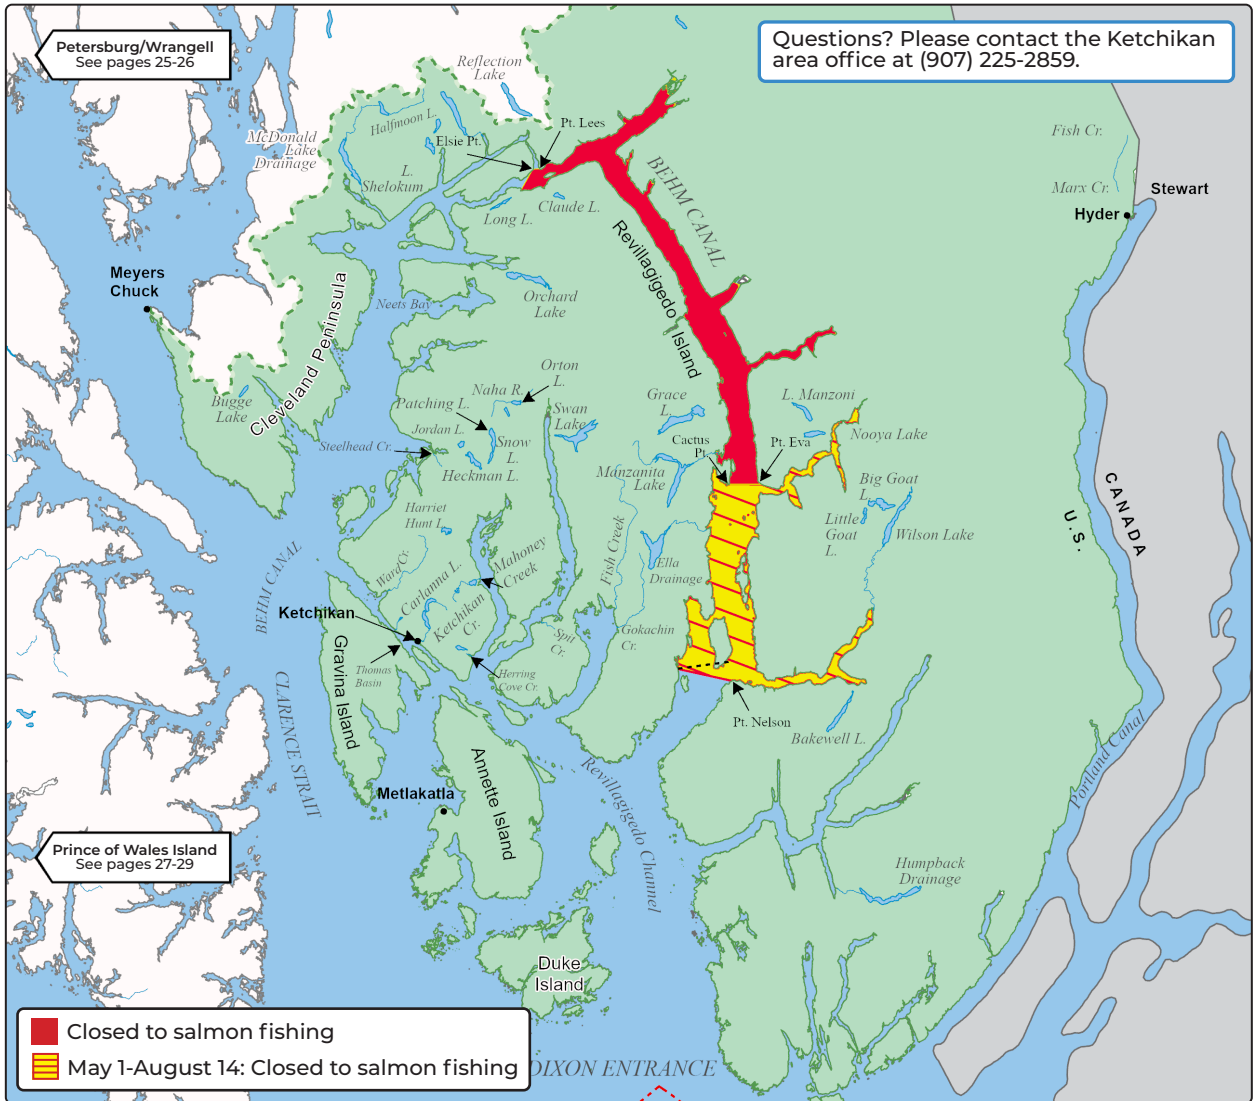 Petersburg/Wrangell
See pages 25-26
Questions? Please contact the Ketchikan
area office at (907) 225-2859.
Reflection
Lake
Halfmoon L.
McDonald
Lake
Drainage
Elsie Pt.
Pt. Lees
L.
Shelokum
Long L.
Claude L.
BEHM CANAL
Revillagigedo Island
Fish Cr.
Marx Cr.
Stewart
Hyder
Meyers
Chuck
Neets Bay
Orchard
Lake
Cleveland Peninsula
Bugge
Lake
Orton
L.
Naha R.
Patching L.
Swan
Lake
Jordan L.
Snow
L.
Steelhead Cr.
Heckman L.
Grace
L.
L. Manzoni
Cactus
Pt.
Pt. Eva
Nooya Lake
Manzanita
Lake
Big Goat
L.
Little
Goat
L.
Wilson Lake
CANADA
U.S.
Harriet
Hunt L.
Fish Creek
Ella
Drainage
Ward Cr.
Carlanna L.
Mahoney
Creek
BEHM CANAL
Ketchikan
Ketchikan
Cr.
Spit
Cr.
Gokachin
Cr.
Thomas
Basin
Herring
Cove Cr.
Gravina Island
Pt. Nelson
Bakewell L.
CLARENCE STRAIT
Annette Island
Metlakatla
Revillagigedo Channel
Portland Canal
Prince of Wales Island
See pages 27-29
Humpback
Drainage
Duke
Island
Closed to salmon fishing
May 1-August 14: Closed to salmon fishing
DIXON ENTRANCE